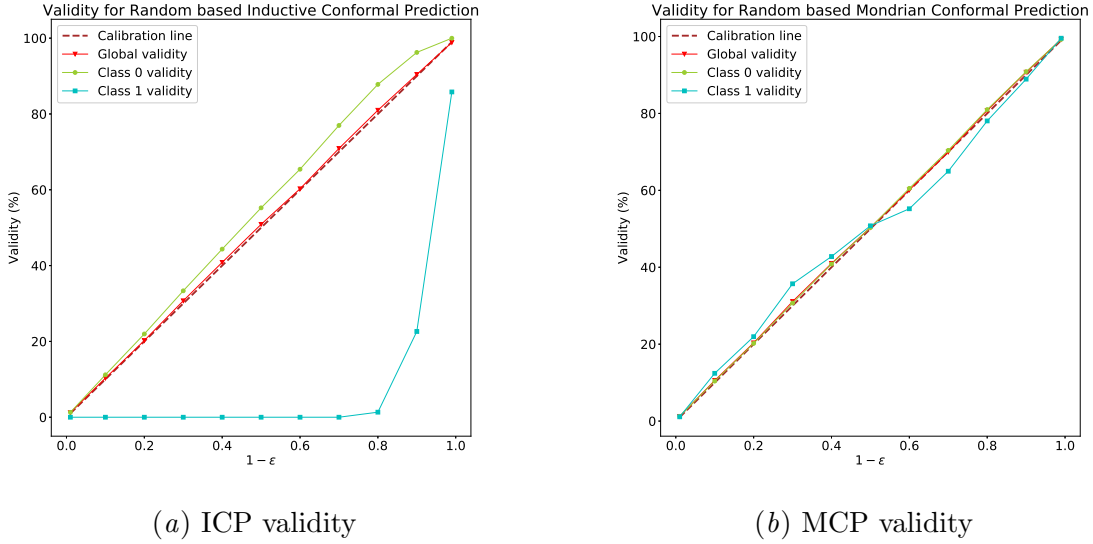 Validity for Random based Inductive Conformal Prediction
Calibration line
Global validity
Class 0 validity
Class 1 validity
100
80
60
40
20
0
Validity (%)
0.0 0.2 0.4 0.6 0.8 1.0
1 − ε
(a) ICP validity
Validity for Random based Mondrian Conformal Prediction
Calibration line
Global validity
Class 0 validity
Class 1 validity
100
80
60
40
20
0
Validity (%)
0.0 0.2 0.4 0.6 0.8 1.0
1 − ε
(b) MCP validity